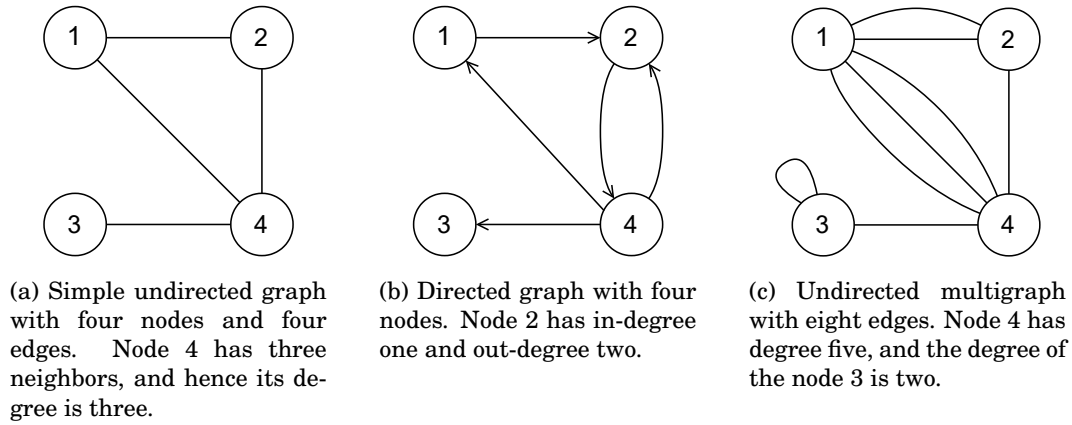 1
2
3
4
1
2
3
4
1
2
3
4
(a) Simple undirected graph
with four nodes and four
edges. Node 4 has three
neighbors, and hence its de-
gree is three.
(b) Directed graph with four
nodes. Node 2 has in-degree
one and out-degree two.
(c) Undirected multigraph
with eight edges. Node 4 has
degree five, and the degree of
the node 3 is two.